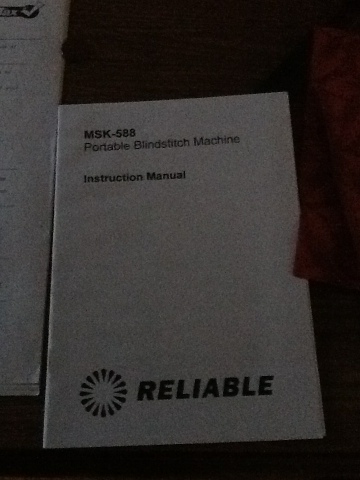 MSK-588
Portable Blindstitch Machine
Instruction Manual
RELIABLE